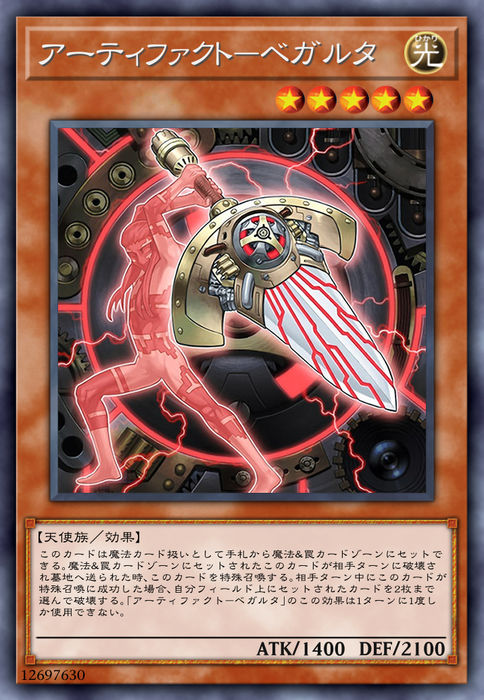 アーティファクト－ベガルタ
ひかり
光
【天使族／効果】
このカードは魔法カード扱いとして手札から魔法&罠カードゾーンにセットで
きる。魔法&罠カードゾーンにセットされたこのカードが相手ターンに破壊さ
れ墓地へ送られた時、このカードを特殊召喚する。相手ターン中にこのカードが
特殊召喚に成功した場合、自分フィールド上にセットされたカードを2枚まで
選んで破壊する。「アーティファクト－ベガルタ」のこの効果は1ターンに1度し
か使用できない。
ATK/1400 DEF/2100
12697630